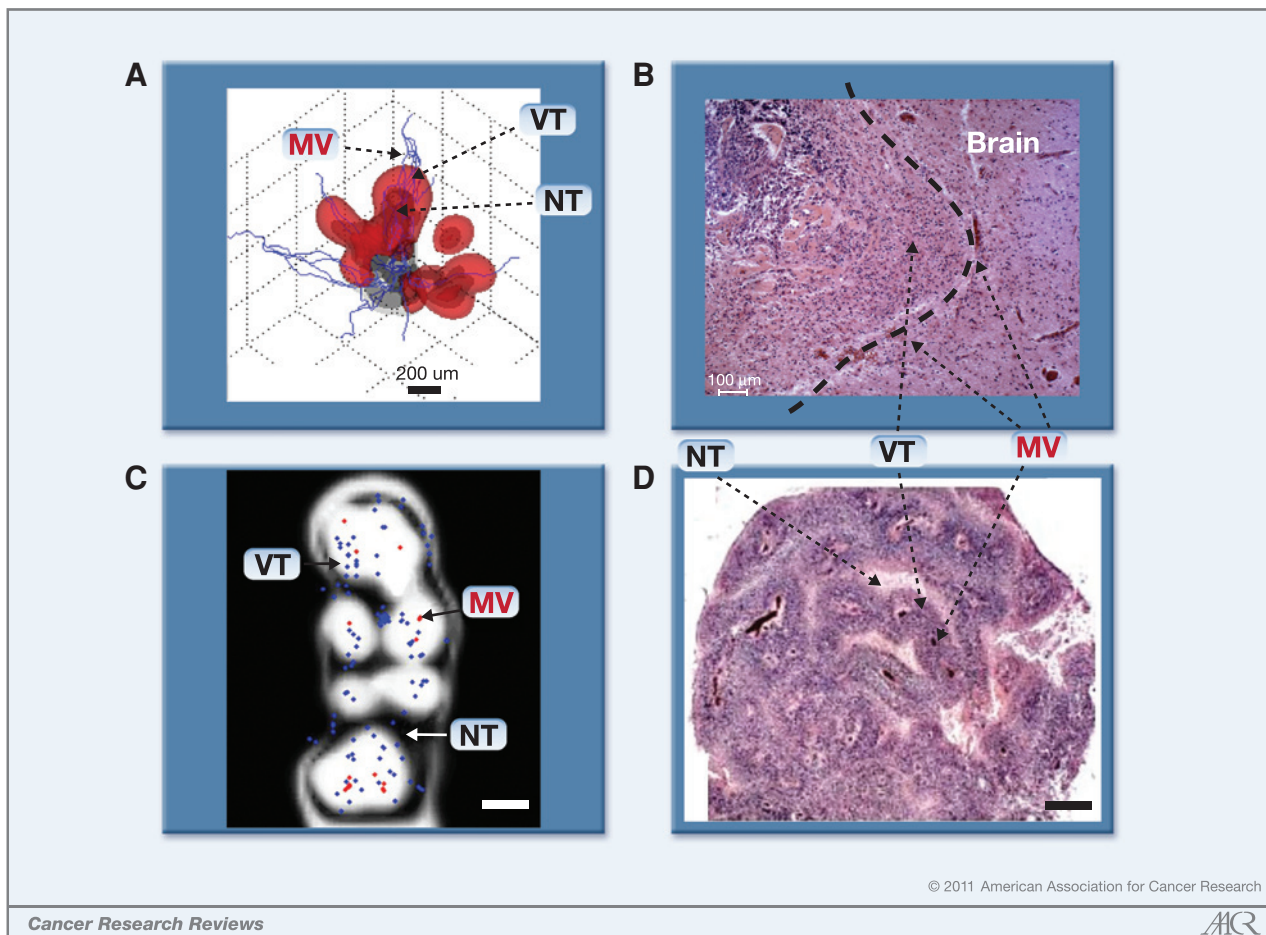 A
MV
VT
NT
200 um
B
Brain
100 μm
NT
VT
MV
C
VT
MV
NT
D
© 2011 American Association for Cancer Research
Cancer Research Reviews
AACR